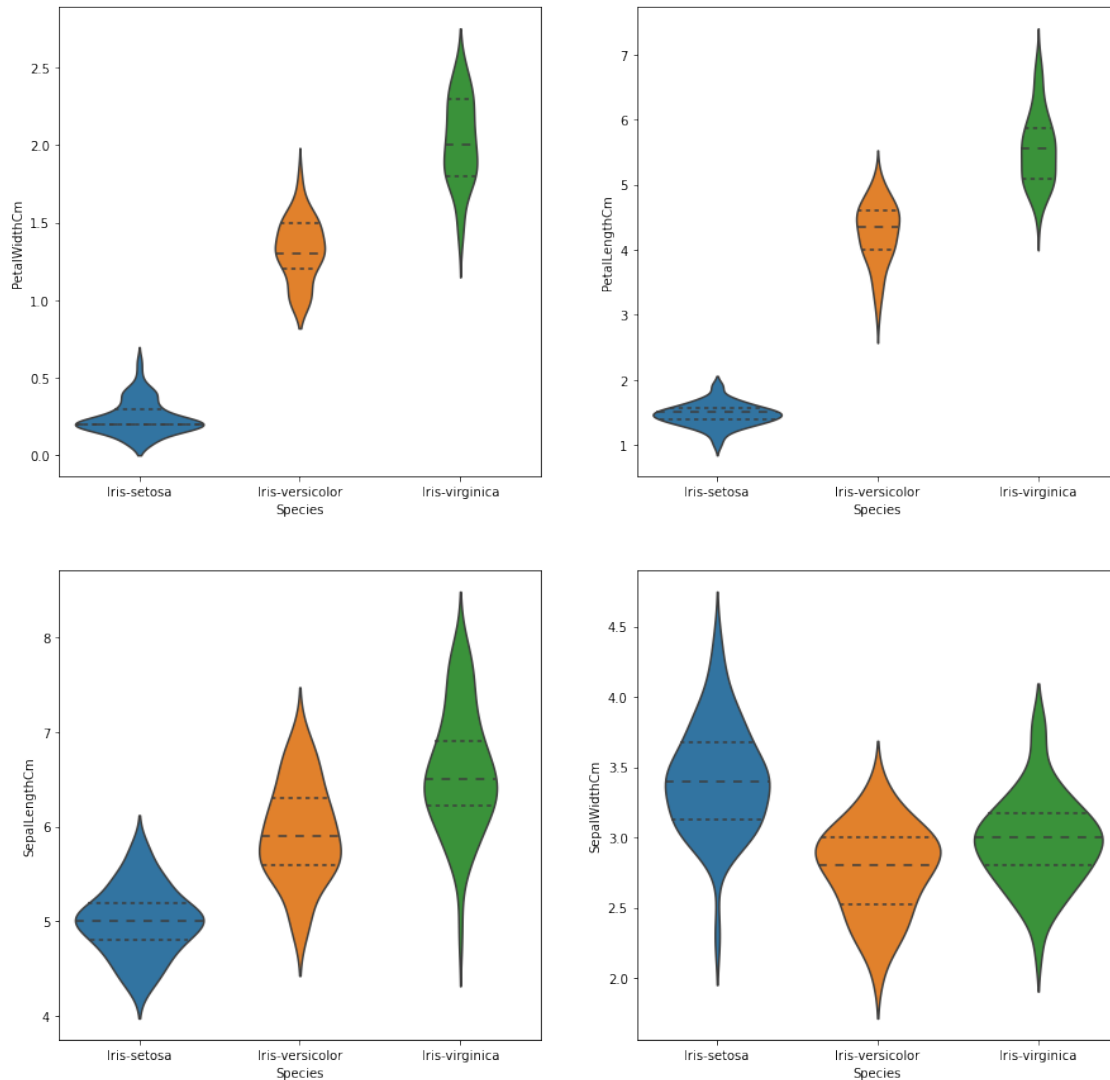 PetalWidthCm
2.5
2.0
1.5
1.0
0.5
0.0
Iris-setosa Iris-versicolor Iris-virginica
Species
PetalLengthCm
7
6
5
4
3
2
1
Iris-setosa Iris-versicolor Iris-virginica
Species
SepalLengthCm
8
7
6
5
4
Iris-setosa Iris-versicolor Iris-virginica
Species
SepalWidthCm
4.5
4.0
3.5
3.0
2.5
2.0
Iris-setosa Iris-versicolor Iris-virginica
Species